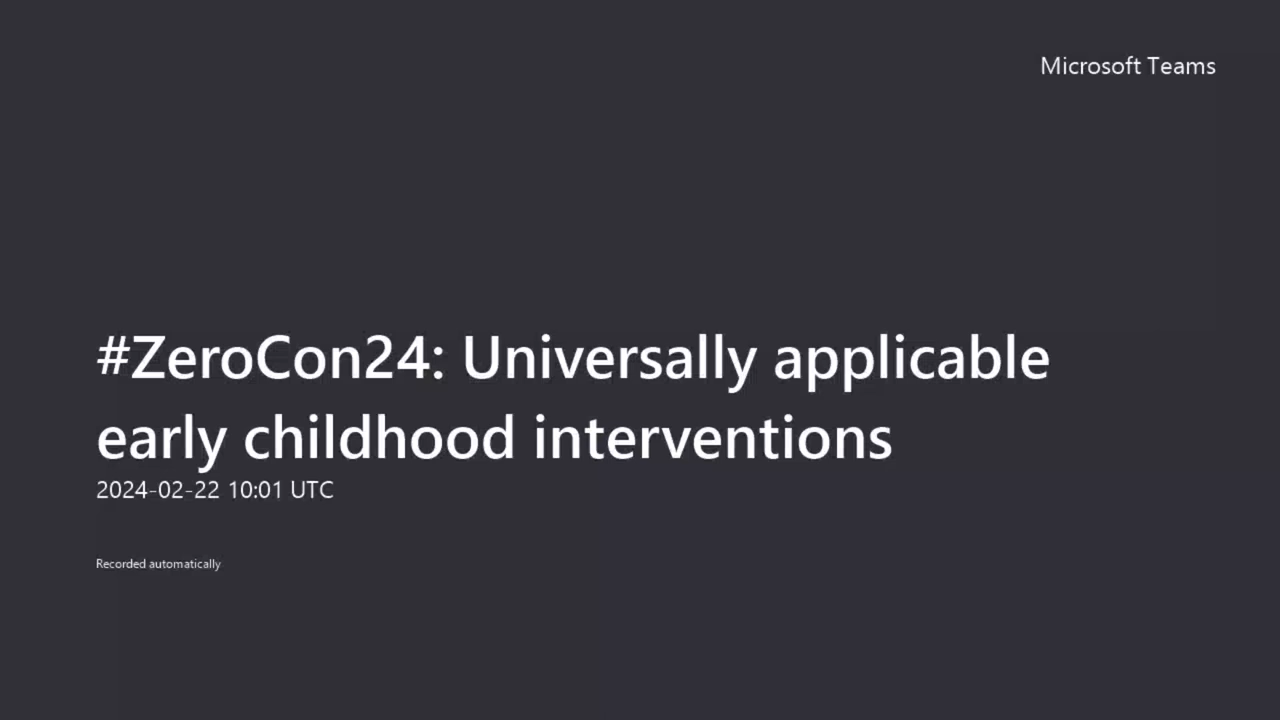 Microsoft Teams
#ZeroCon24: Universally applicable
early childhood interventions
2024-02-22 10:01 UTC
Recorded automatically